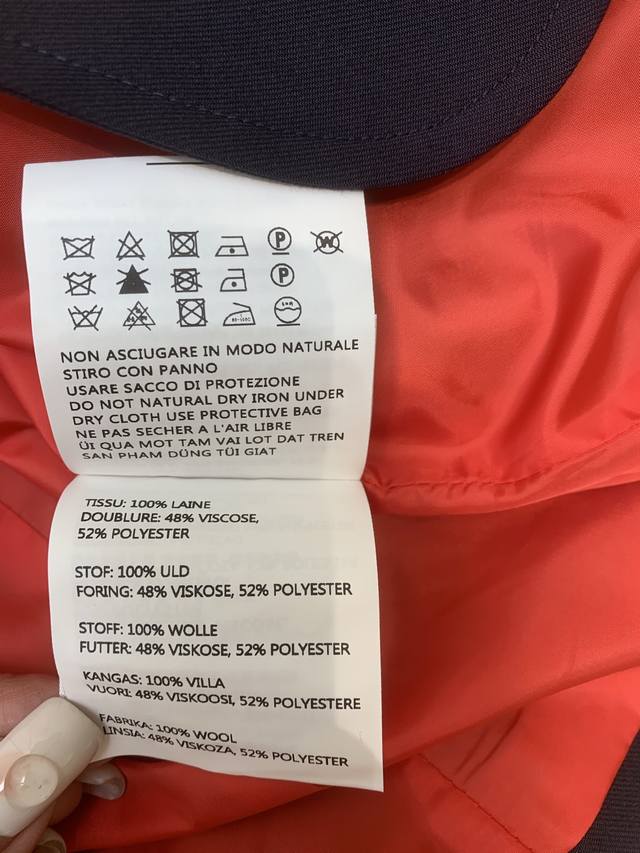 P
W
P
NON ASCIUGARE IN MODO NATURALE
STIRO CON PANNO
USARE SACCO DI PROTEZIONE
DO NOT NATURAL DRY IRON UNDER
DRY CLOTH USE PROTECTIVE BAG
NE PAS SECHER A L'AIR LIBRE
ÜI QUA MOT TAM VAI LOT DAT TREN
SAN PHAM DÜNG TÜI GIAT
TISSU: 100% LAINE
DOUBLURE: 48% VISCOSE,
52% POLYESTER
STOF: 100% ULD
FORING: 48% VISKOSE, 52% POLYESTER
STOFF: 100% WOLLE
FUTTER: 48% VISKOSE, 52% POLYESTER
KANGAS: 100% VILLA
VUORI: 48% VISKOOSI, 52% POLYESTERE
FABRIKA: 100% WOOL
LINSIA: 48% VISKOZA, 52% POLYESTER